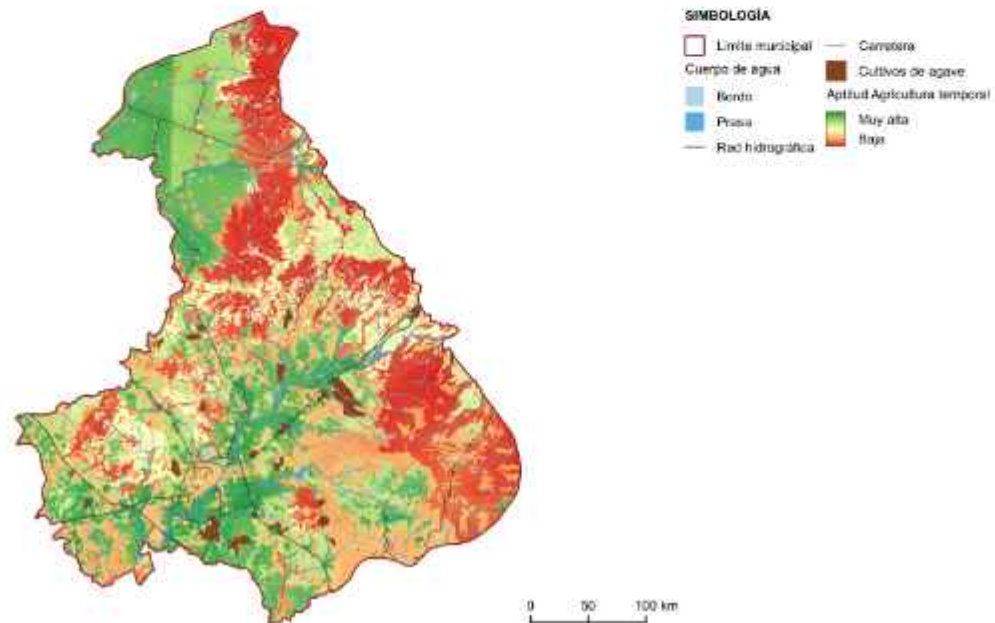 SIMBOLOGÍA
Límite municipal
Cuerpo de agua
Bordo
Presa
Red hidrográfica
Carretera
Cultivos de agave
Aptitud Agricultura temporal
Muy alta
Baja
0 50 100 km